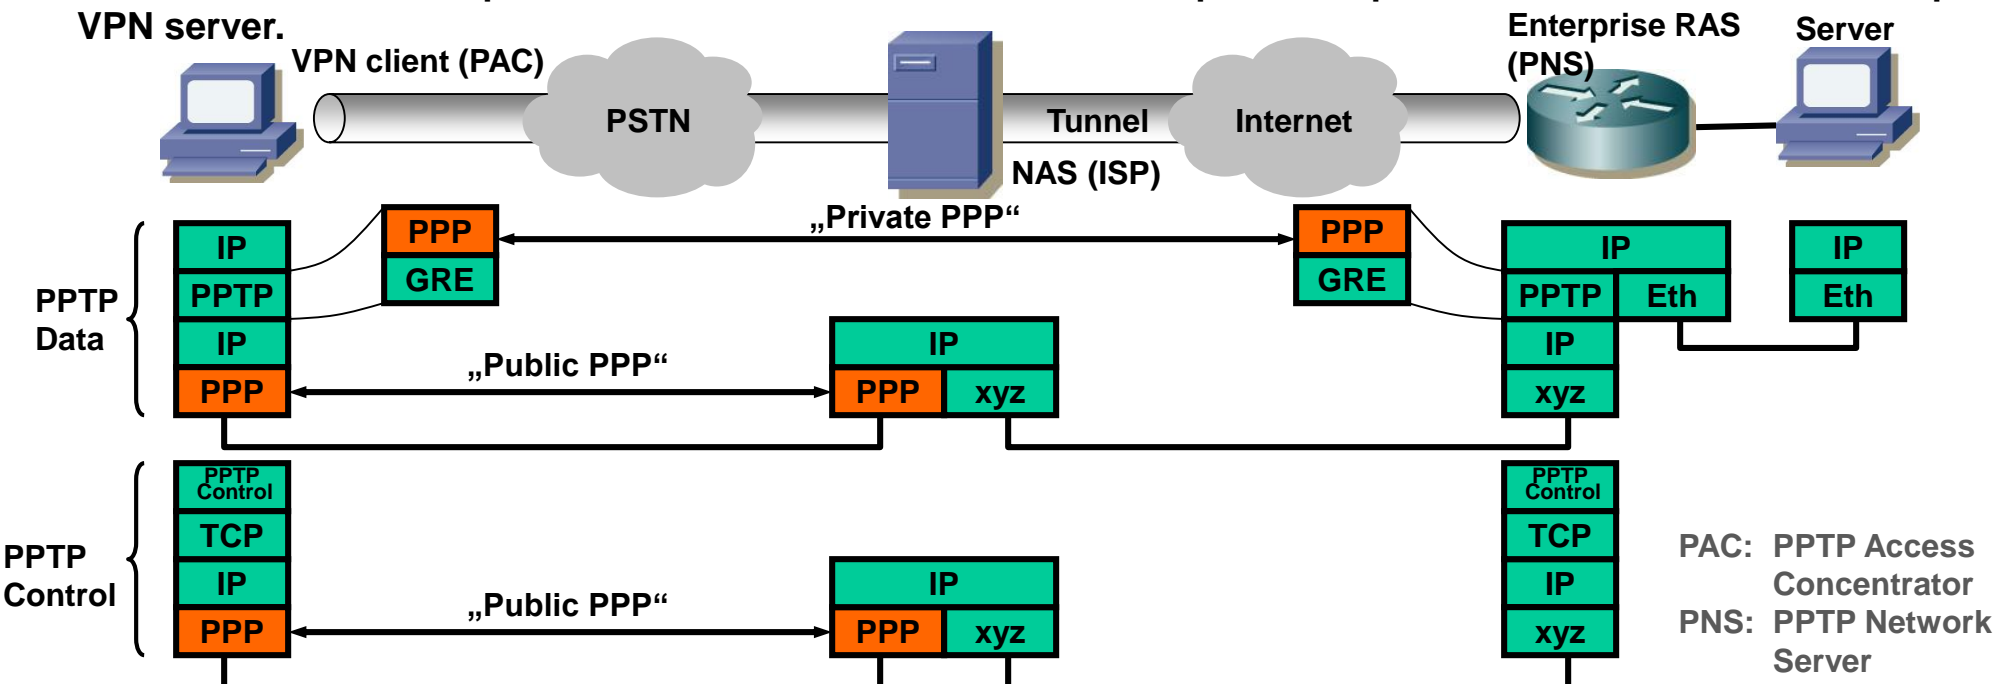 VPN server.
VPN client (PAC)
Enterprise RAS
(PNS)
Server
PSTN
Tunnel
Internet
NAS (ISP)
PPTP
Data
IP
PPTP
IP
PPP
PPP
GRE
„Private PPP“
PPP
GRE
IP
PPTP
Eth
IP
xyz
IP
Eth
„Public PPP“
IP
PPP
xyz
PPTP
Control
PPTP
Control
TCP
IP
PPP
„Public PPP“
IP
PPP
xyz
PPTP
Control
TCP
IP
xyz
PAC: PPTP Access
Concentrator
PNS: PPTP Network
Server